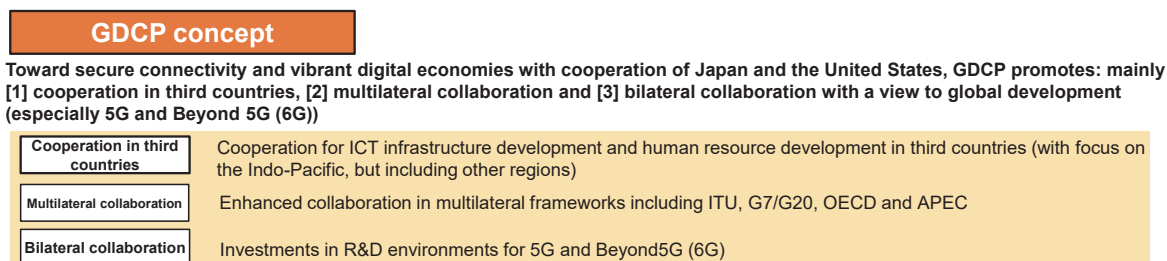 GDCP concept
Toward secure connectivity and vibrant digital economies with cooperation of Japan and the United States, GDCP promotes: mainly
[1] cooperation in third countries, [2] multilateral collaboration and [3] bilateral collaboration with a view to global development
(especially 5G and Beyond 5G (6G))
Cooperation in third
countries
Cooperation for ICT infrastructure development and human resource development in third countries (with focus on
the Indo-Pacific, but including other regions)
Multilateral collaboration
Enhanced collaboration in multilateral frameworks including ITU, G7/G20, OECD and APEC
Bilateral collaboration
Investments in R&D environments for 5G and Beyond5G (6G)